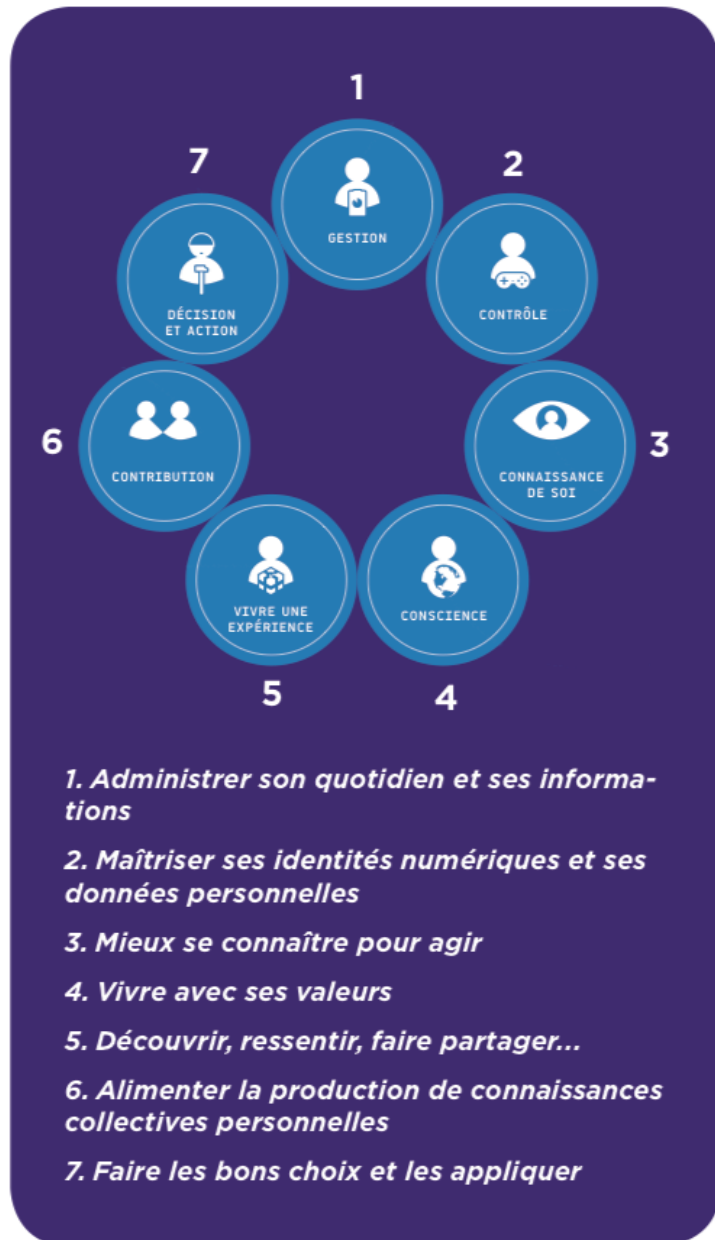 1
7
2
GESTION
DÉCISION
ET ACTION
CONTRÔLE
6
CONTRIBUTION
CONNAISSANCE
DE SOI
3
VIVRE UNE
EXPÉRIENCE
CONSCIENCE
5
4
1. Administrer son quotidien et ses informa-
tions
2. Maîtriser ses identités numériques et ses
données personnelles
3. Mieux se connaître pour agir
4. Vivre avec ses valeurs
5. Découvrir, ressentir, faire partager...
6. Alimenter la production de connaissances
collectives personnelles
7. Faire les bons choix et les appliquer